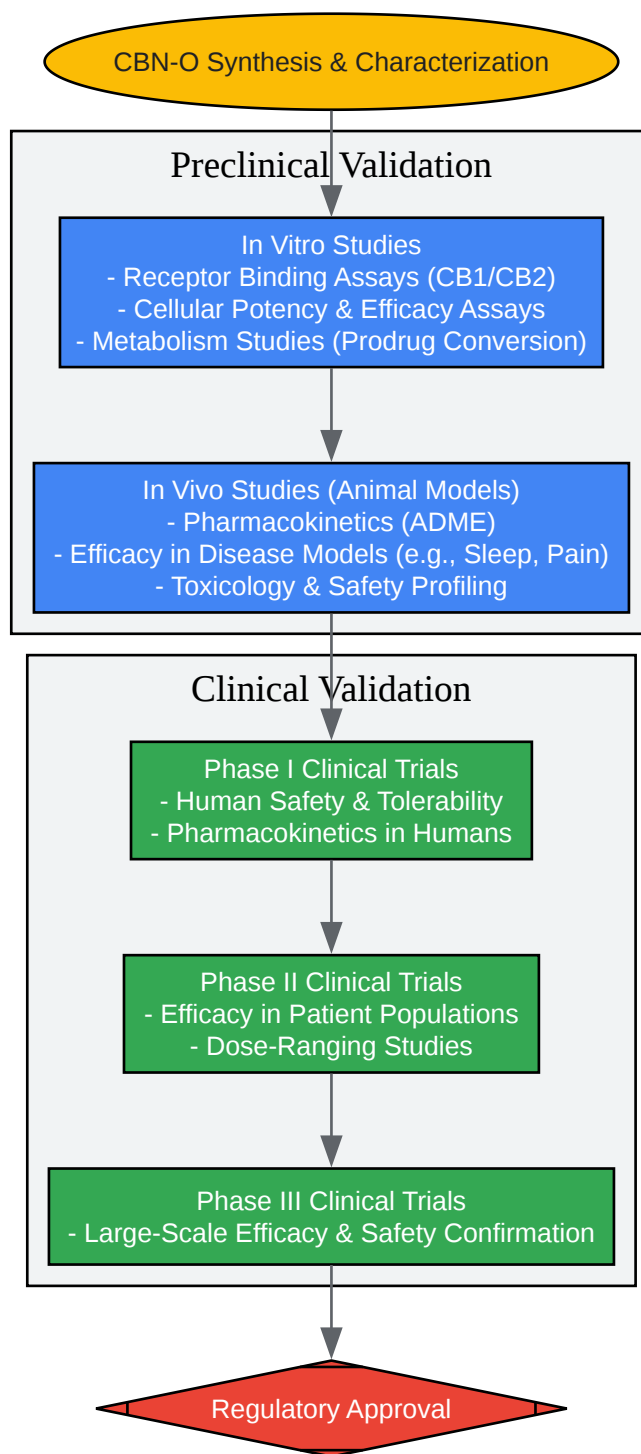 CBN-O Synthesis & Characterization
Preclinical Validation
In Vitro Studies
- Receptor Binding Assays (CB1/CB2)
- Cellular Potency & Efficacy Assays
- Metabolism Studies (Prodrug Conversion)
In Vivo Studies (Animal Models)
- Pharmacokinetics (ADME)
- Efficacy in Disease Models (e.g., Sleep, Pain)
- Toxicology & Safety Profiling
Clinical Validation
Phase I Clinical Trials
- Human Safety & Tolerability
- Pharmacokinetics in Humans
Phase II Clinical Trials
- Efficacy in Patient Populations
- Dose-Ranging Studies
Phase III Clinical Trials
- Large-Scale Efficacy & Safety Confirmation
Regulatory Approval